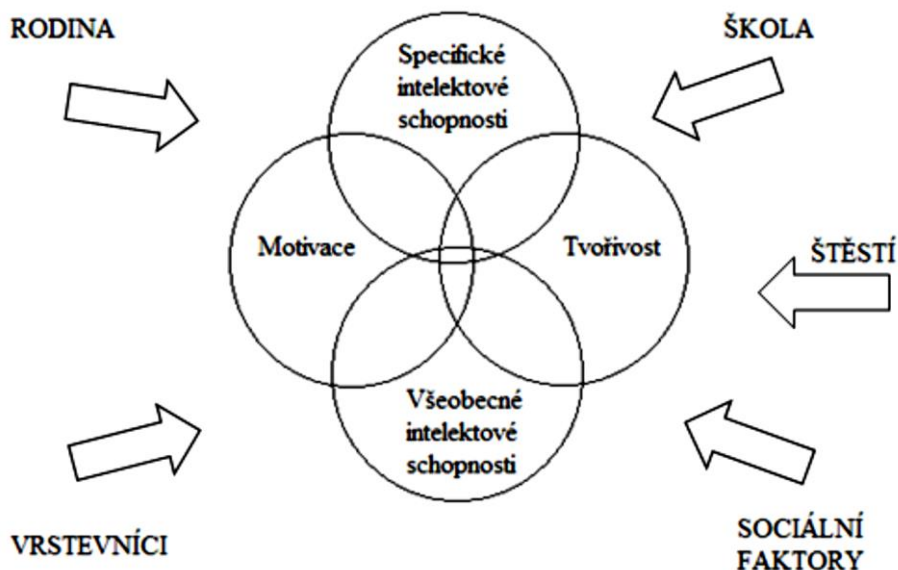 RODINA
ŠKOLA
Specifické
intelektové
schopnosti
Motivace
Tvořivost
ŠTĚSTÍ
Všeobecné
intelektové
schopnosti
VRSTEVNÍCI
SOCIÁLNÍ
FAKTORY